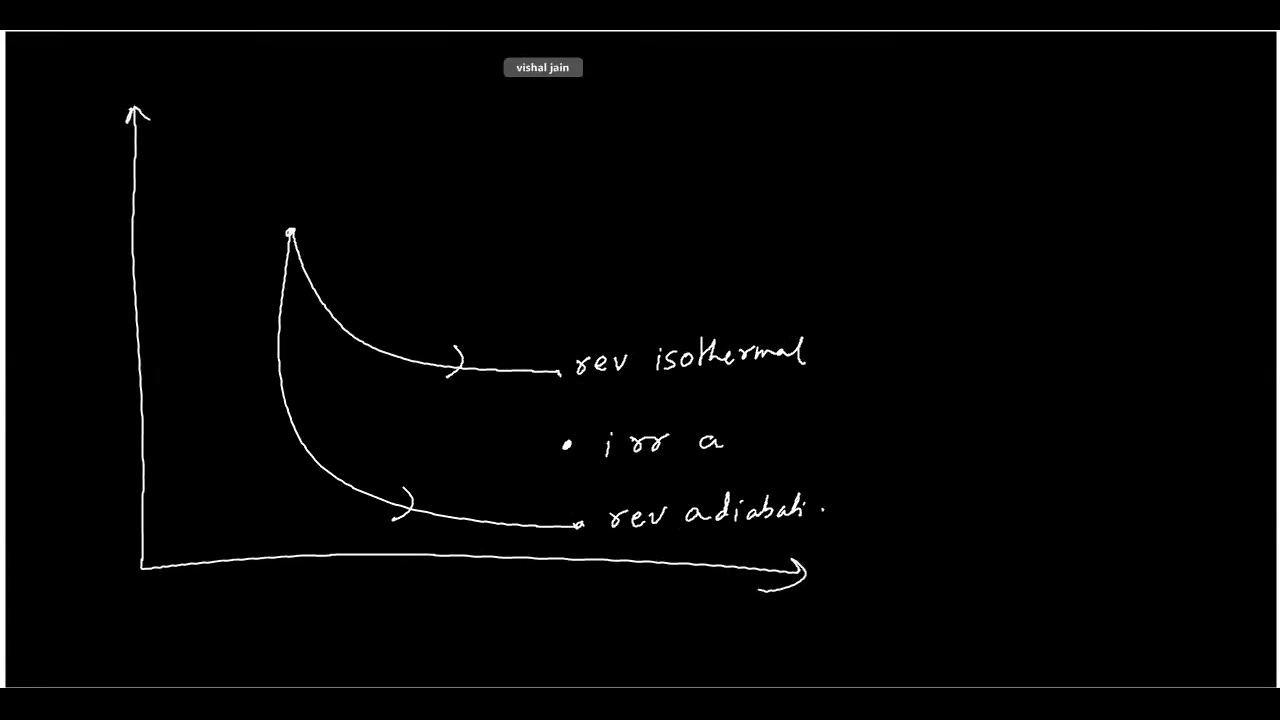 vishal jain
rev isothermal
irr a
rev adiabati.